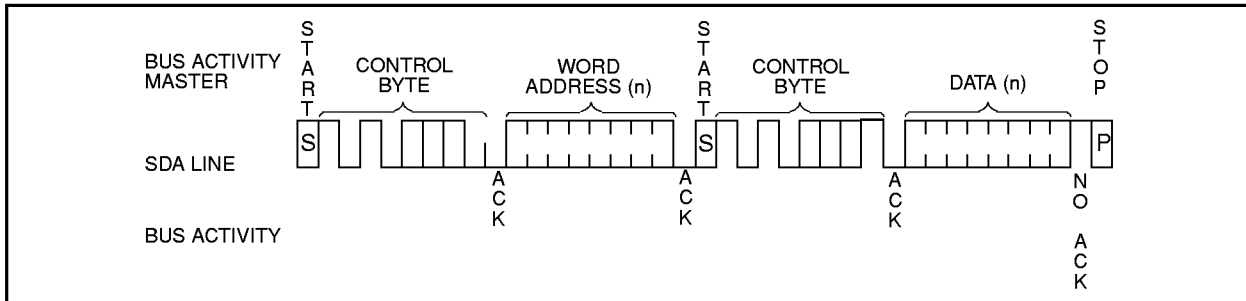 BUS ACTIVITY
MASTER
START
CONTROL
BYTE
WORD
ADDRESS (n)
START
CONTROL
BYTE
DATA (n)
STOP
SDA LINE
S
S
P
BUS ACTIVITY
ACK
ACK
ACK
NO ACK